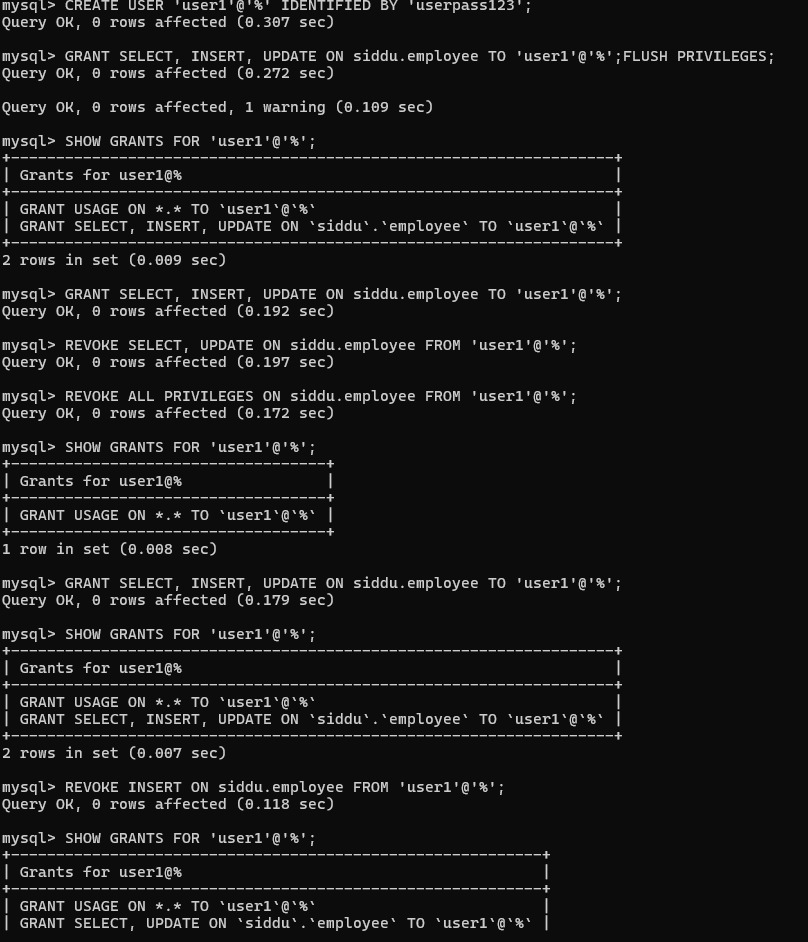 mysql> CREATE USER 'user1'@'%' IDENTIFIED BY 'userpass123';
Query OK, 0 rows affected (0.307 sec)

mysql> GRANT SELECT, INSERT, UPDATE ON siddu.employee TO 'user1'@'%';FLUSH PRIVILEGES;
Query OK, 0 rows affected (0.272 sec)

Query OK, 0 rows affected, 1 warning (0.109 sec)

mysql> SHOW GRANTS FOR 'user1'@'%';
+-------------------------------------------------------------------+
| Grants for user1@%                                                |
+-------------------------------------------------------------------+
| GRANT USAGE ON *.* TO `user1`@`%`                                 |
| GRANT SELECT, INSERT, UPDATE ON `siddu`.`employee` TO `user1`@`%` |
+-------------------------------------------------------------------+
2 rows in set (0.009 sec)

mysql> GRANT SELECT, INSERT, UPDATE ON siddu.employee TO 'user1'@'%';
Query OK, 0 rows affected (0.192 sec)

mysql> REVOKE SELECT, UPDATE ON siddu.employee FROM 'user1'@'%';
Query OK, 0 rows affected (0.197 sec)

mysql> REVOKE ALL PRIVILEGES ON siddu.employee FROM 'user1'@'%';
Query OK, 0 rows affected (0.172 sec)

mysql> SHOW GRANTS FOR 'user1'@'%';
+-----------------------------------+
| Grants for user1@%                |
+-----------------------------------+
| GRANT USAGE ON *.* TO `user1`@`%` |
+-----------------------------------+
1 row in set (0.008 sec)

mysql> GRANT SELECT, INSERT, UPDATE ON siddu.employee TO 'user1'@'%';
Query OK, 0 rows affected (0.179 sec)

mysql> SHOW GRANTS FOR 'user1'@'%';
+-------------------------------------------------------------------+
| Grants for user1@%                                                |
+-------------------------------------------------------------------+
| GRANT USAGE ON *.* TO `user1`@`%`                                 |
| GRANT SELECT, INSERT, UPDATE ON `siddu`.`employee` TO `user1`@`%` |
+-------------------------------------------------------------------+
2 rows in set (0.007 sec)

mysql> REVOKE INSERT ON siddu.employee FROM 'user1'@'%';
Query OK, 0 rows affected (0.118 sec)

mysql> SHOW GRANTS FOR 'user1'@'%';
+-----------------------------------------------------------+
| Grants for user1@%                                        |
+-----------------------------------------------------------+
| GRANT USAGE ON *.* TO `user1`@`%`                         |
| GRANT SELECT, UPDATE ON `siddu`.`employee` TO `user1`@`%` |